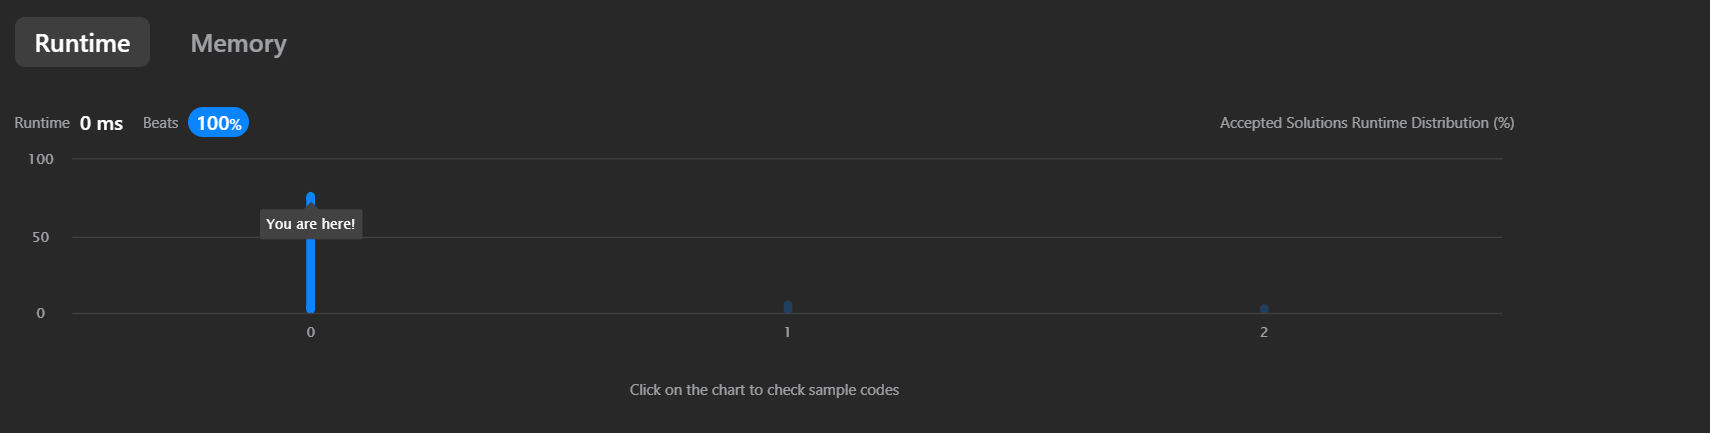 Runtime Memory
Runtime 0 ms Beats 100% Accepted Solutions Runtime Distribution (%)
100
You are here!
50
0
0 1 2
Click on the chart to check sample codes